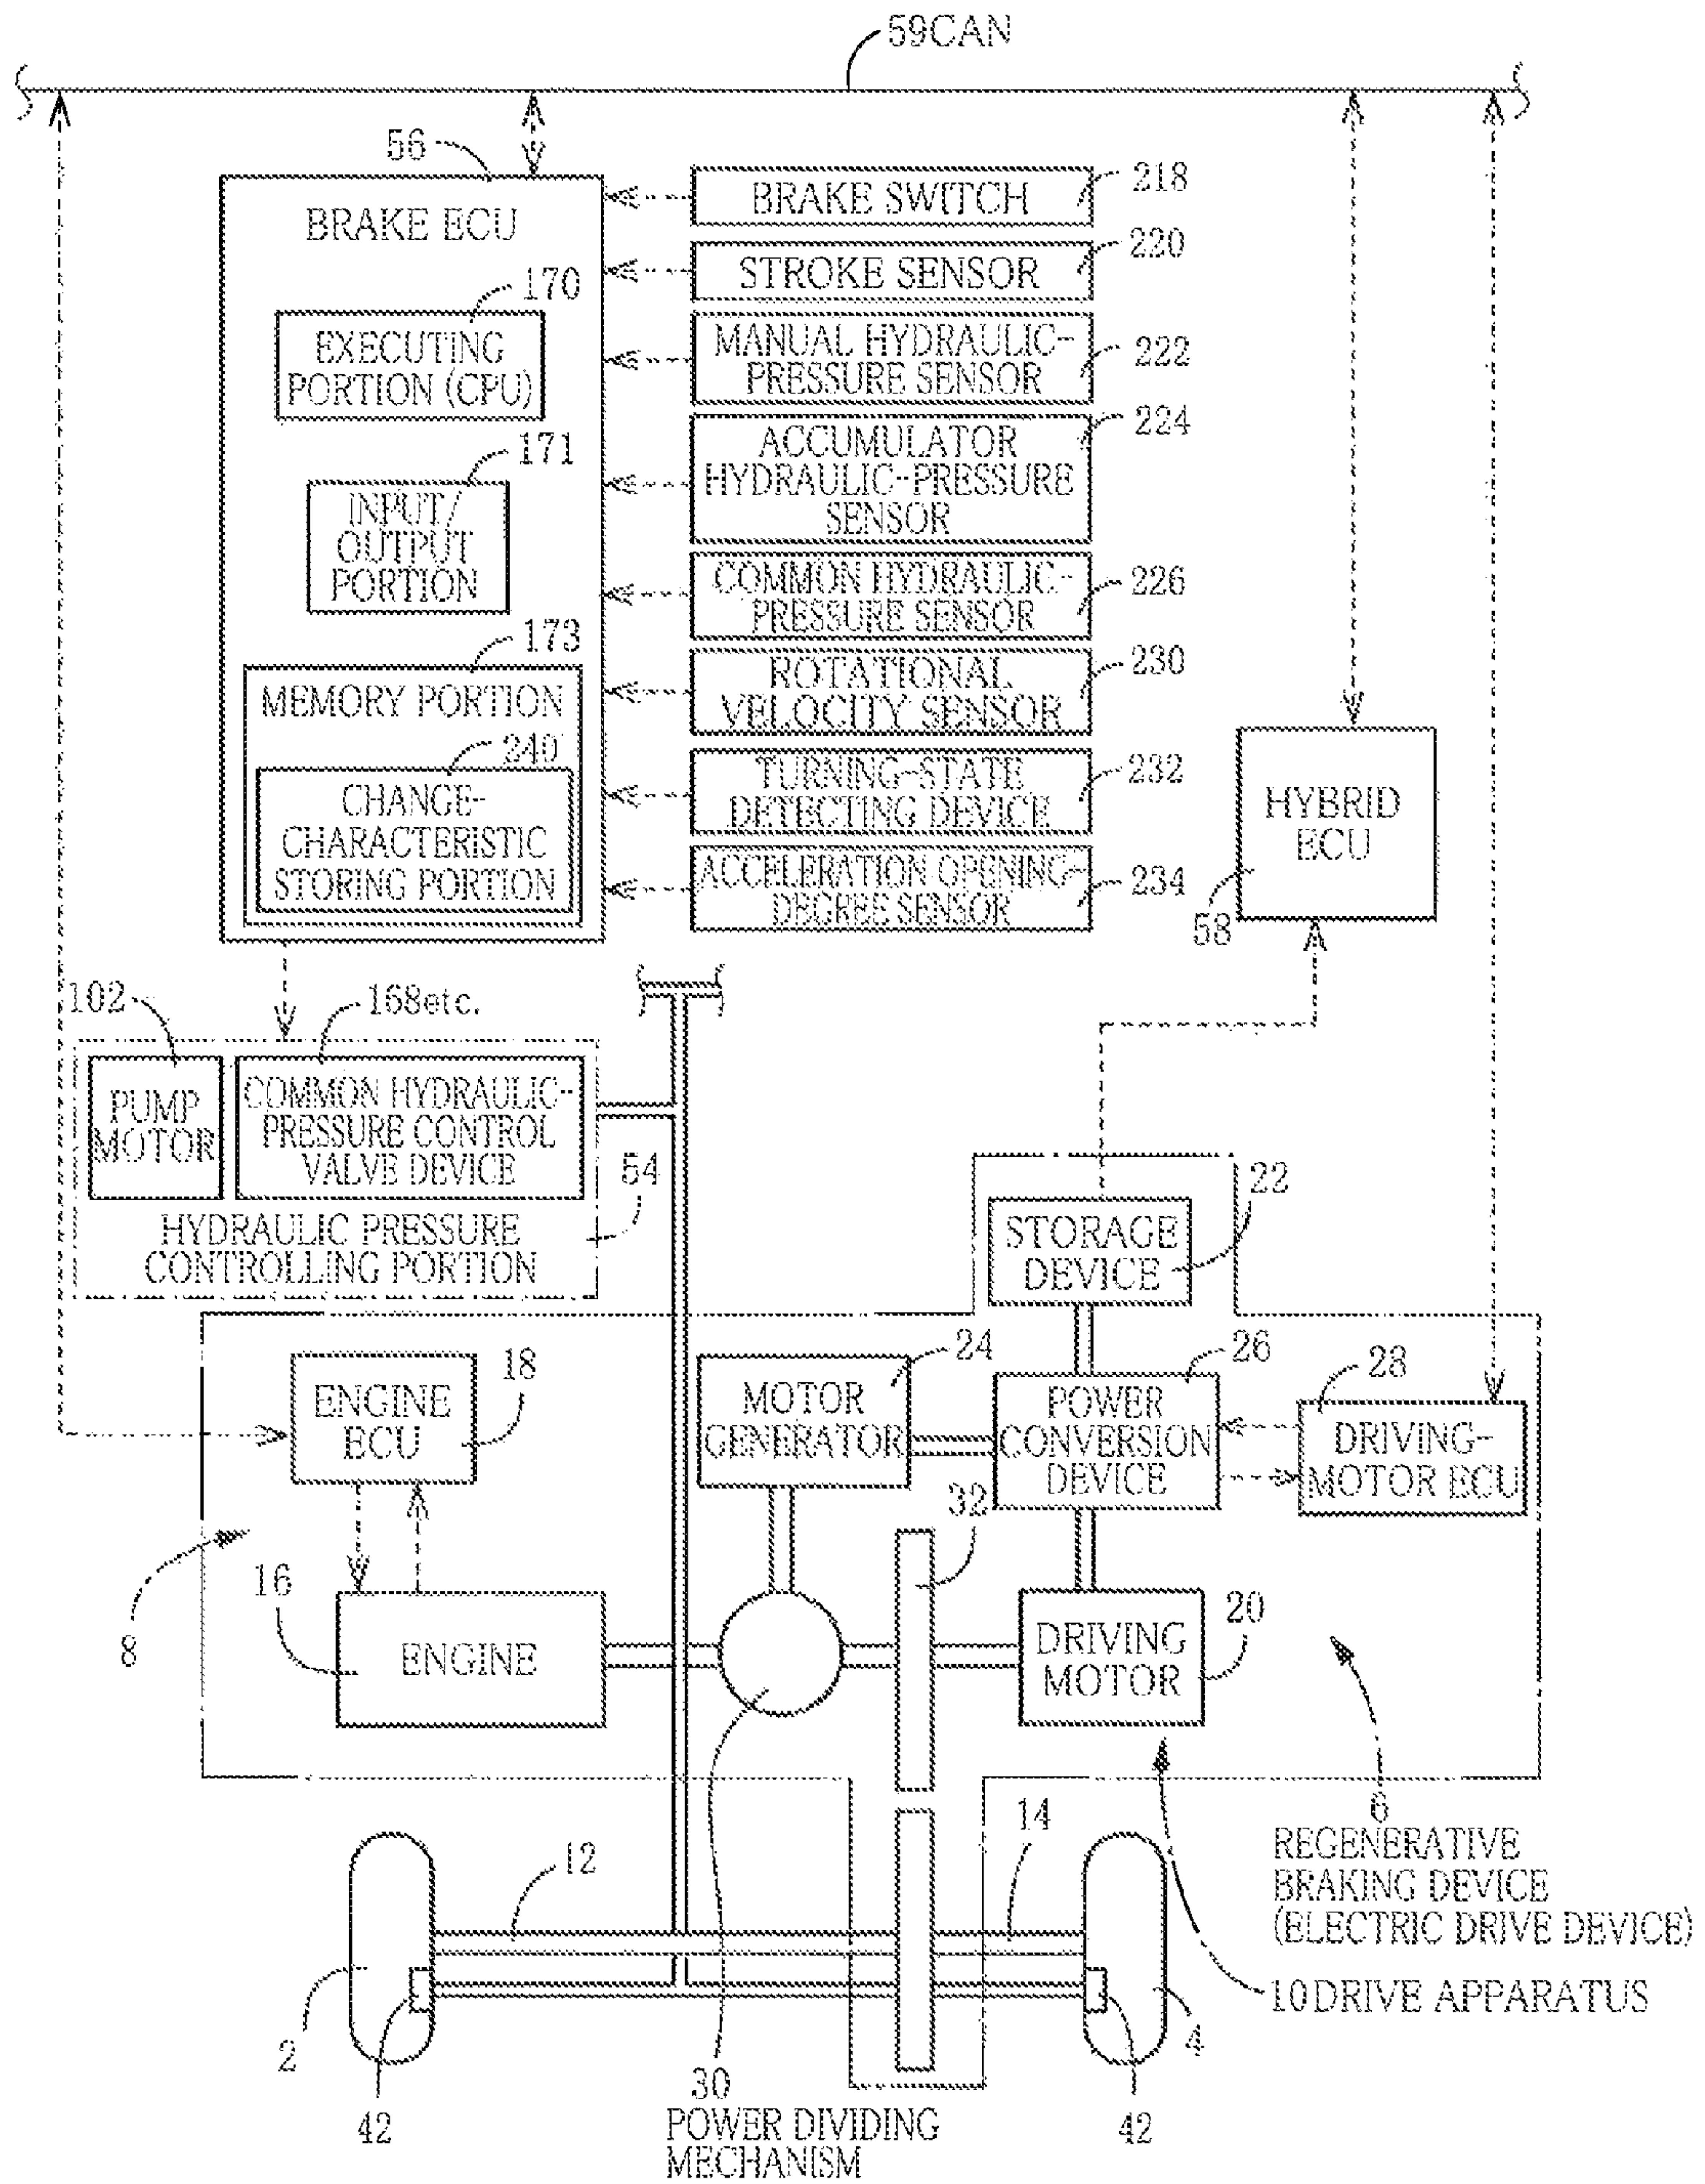 59CAN
56
BRAKE ECU
170
EXECUTING
PORTION (CPU)
171
INPUT/
OUTPUT
PORTION
173
MEMORY PORTION
240
CHANGE-
CHARACTERISTIC
STORING PORTION
BRAKE SWITCH
218
STROKE SENSOR
220
MANUAL HYDRAULIC-
PRESSURE SENSOR
222
ACCUMULATOR
HYDRAULIC-PRESSURE
SENSOR
224
COMMON HYDRAULIC-
PRESSURE SENSOR
226
ROTATIONAL
VELOCITY SENSOR
230
TURNING-STATE
DETECTING DEVICE
232
ACCELERATION OPENING-
DEGREE SENSOR
234
HYBRID
ECU
58
102
168etc.
PUMP
MOTOR
COMMON HYDRAULIC-
PRESSURE CONTROL
VALVE DEVICE
54
HYDRAULIC PRESSURE
CONTROLLING PORTION
STORAGE
DEVICE
22
ENGINE
ECU
18
MOTOR
GENERATOR
24
POWER
CONVERSION
DEVICE
26
28
DRIVING-
MOTOR ECU
32
8
16
ENGINE
DRIVING
MOTOR
20
6
REGENERATIVE
BRAKING DEVICE
(ELECTRIC DRIVE DEVICE)
10DRIVE APPARATUS
12
14
2
42
30
POWER DIVIDING
MECHANISM
42
4